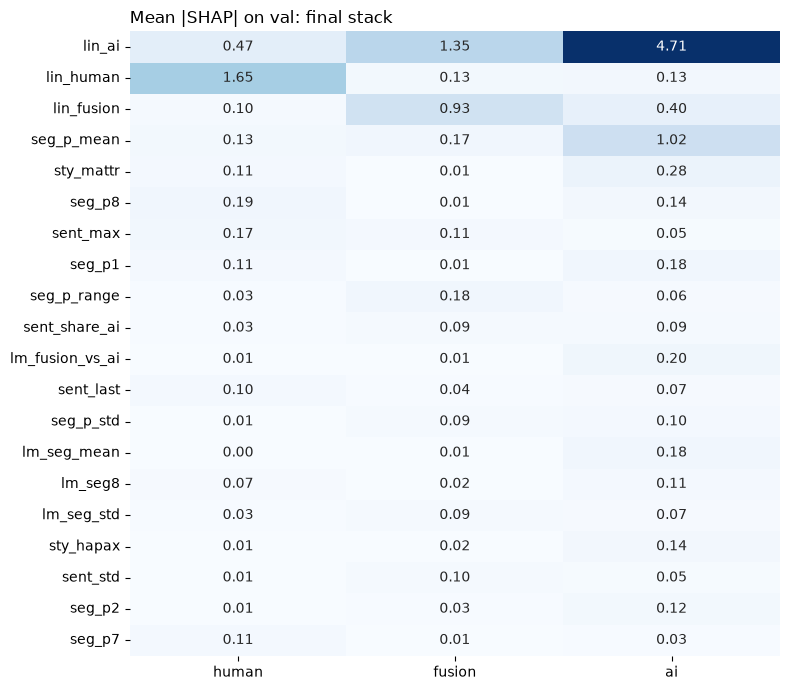 Mean |SHAP| on val: final stack
lin_ai 0.47 1.35 4.71
lin_human 1.65 0.13 0.13
lin_fusion 0.10 0.93 0.40
seg_p_mean 0.13 0.17 1.02
sty_mattr 0.11 0.01 0.28
seg_p8 0.19 0.01 0.14
sent_max 0.17 0.11 0.05
seg_p1 0.11 0.01 0.18
seg_p_range 0.03 0.18 0.06
sent_share_ai 0.03 0.09 0.09
lm_fusion_vs_ai 0.01 0.01 0.20
sent_last 0.10 0.04 0.07
seg_p_std 0.01 0.09 0.10
lm_seg_mean 0.00 0.01 0.18
lm_seg8 0.07 0.02 0.11
lm_seg_std 0.03 0.09 0.07
sty_hapax 0.01 0.02 0.14
sent_std 0.01 0.10 0.05
seg_p2 0.01 0.03 0.12
seg_p7 0.11 0.01 0.03
human fusion ai